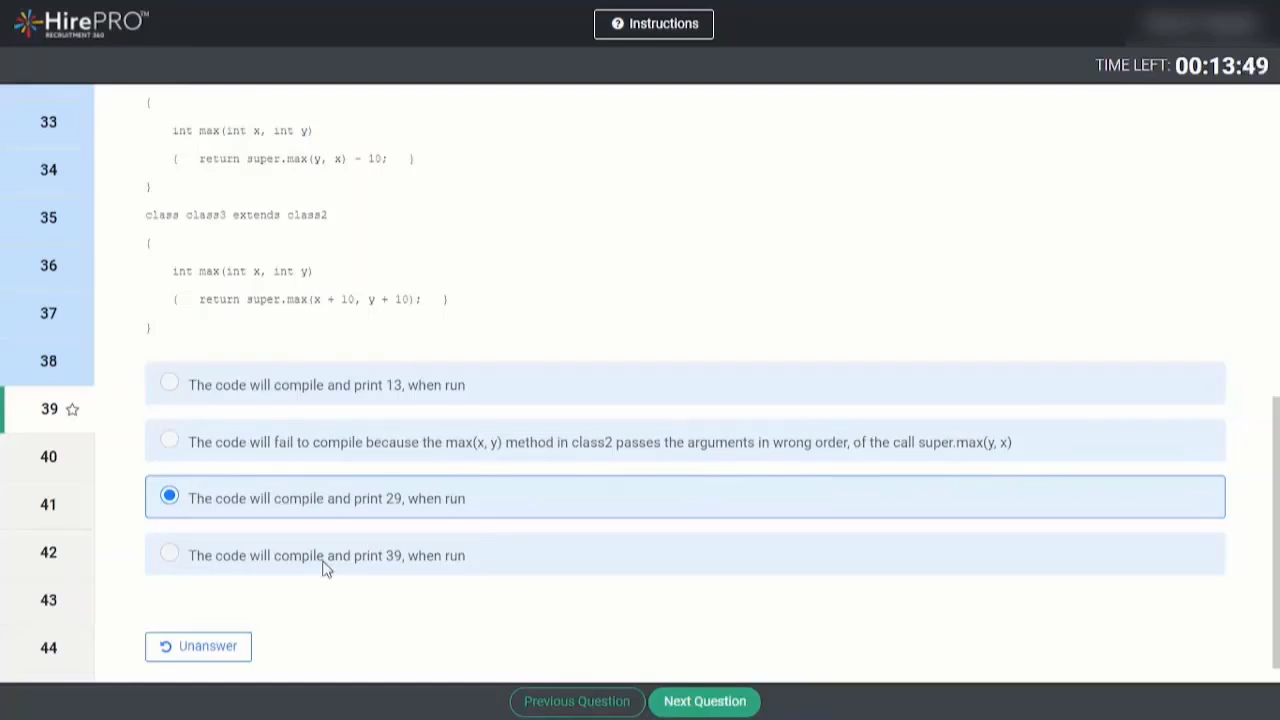 HirePRO™
RECRUITMENT 360
Instructions
TIME LEFT: 00:13:49
33
34
35
36
37
38
39
40
41
42
43
44
{
int max(int x, int y)
{ return super.max(y, x) - 10; }
}
class class3 extends class2
{
int max(int x, int y)
{ return super.max(x + 10, y + 10); }
}
The code will compile and print 13, when run
The code will fail to compile because the max(x, y) method in class2 passes the arguments in wrong order, of the call super.max(y, x)
The code will compile and print 29, when run
The code will compile and print 39, when run
Unanswer
Previous Question
Next Question